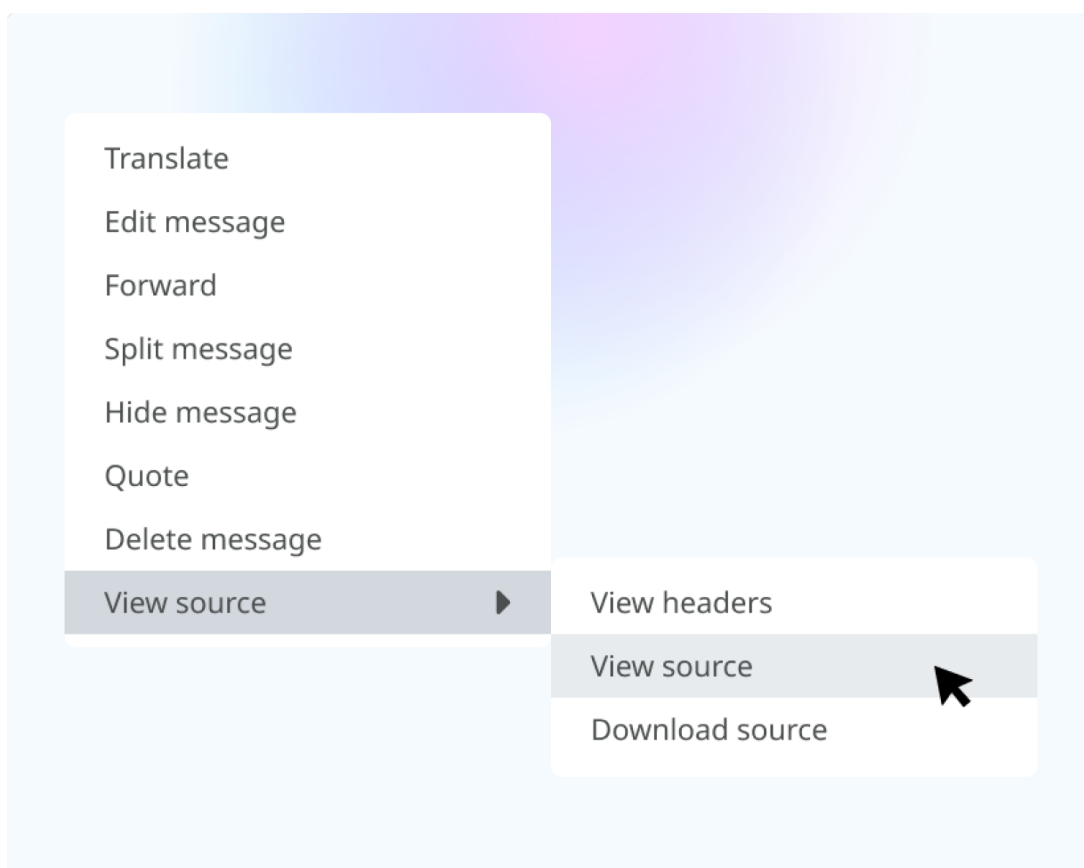 Translate
Edit message
Forward
Split message
Hide message
Quote
Delete message
View source
View headers
View source
Download source